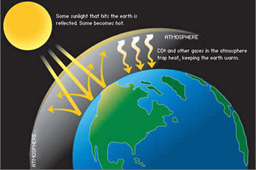 Some sunlight that hits the earth is
reflected. Some becomes hot.
ATMOSPHERE
CO2 and other gases in the atmosphere
trap heat, keeping the earth warm.
ATMOSPHERE